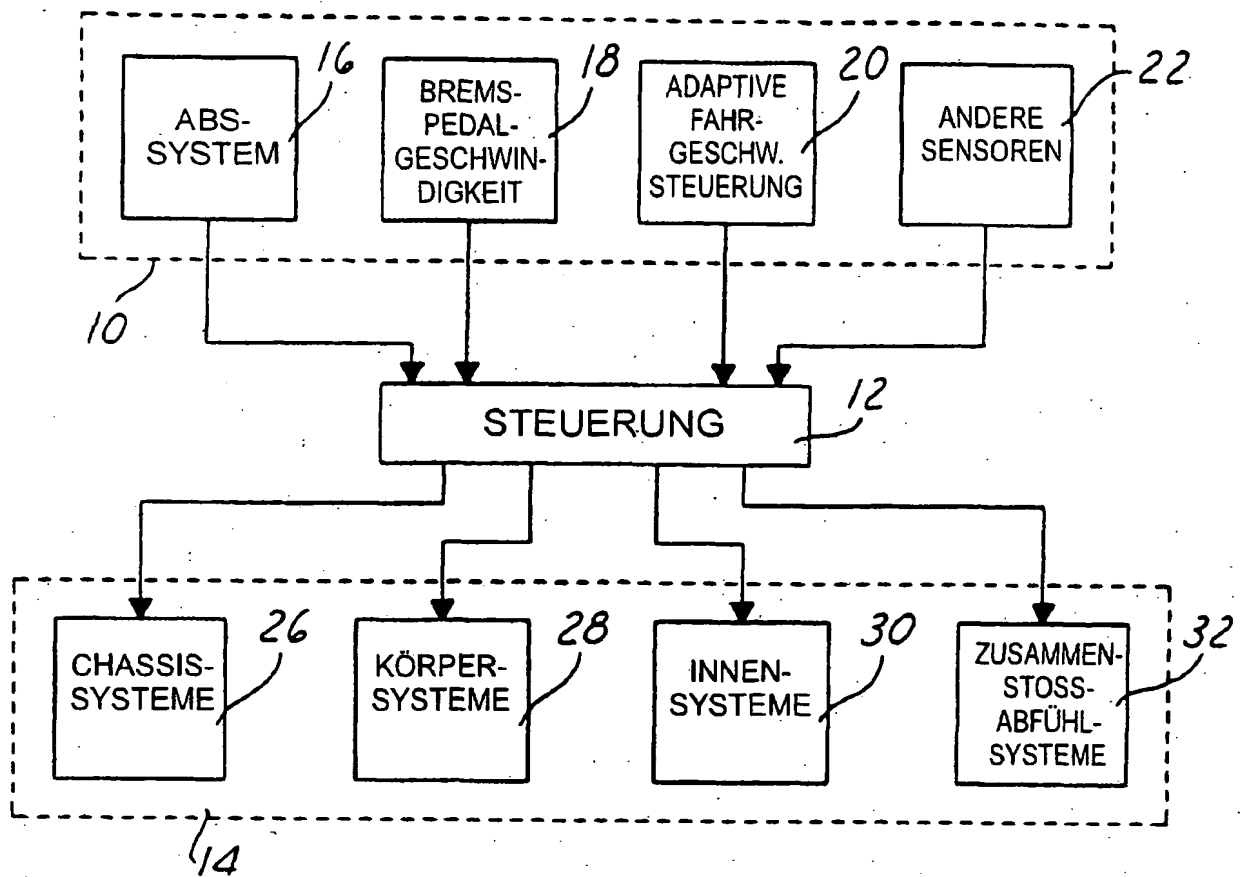 ABS-
SYSTEM
16
BREMS-
PEDAL-
GESCHWIN-
DIGKEIT
18
ADAPTIVE
FAHR-
GESCHW.
STEUERUNG
20
ANDERE
SENSOREN
22
10
STEUERUNG
12
CHASSIS-
SYSTEME
26
KÖRPER-
SYSTEME
28
INNEN-
SYSTEME
30
ZUSAMMEN-
STOSS-
ABFÜHL-
SYSTEME
32
14